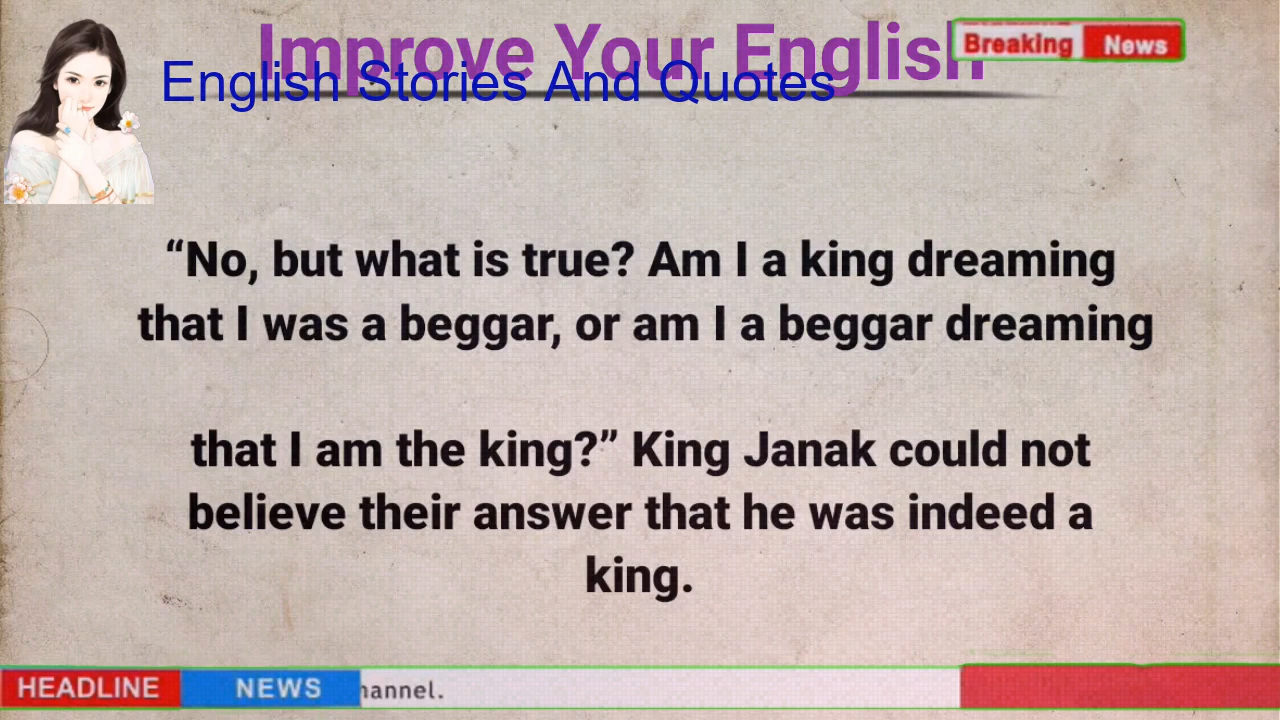 Improve Your English
Breaking News
English Stories And Quotes
“No, but what is true? Am I a king dreaming
that I was a beggar, or am I a beggar dreaming
that I am the king?” King Janak could not
believe their answer that he was indeed a
king.
HEADLINE NEWS